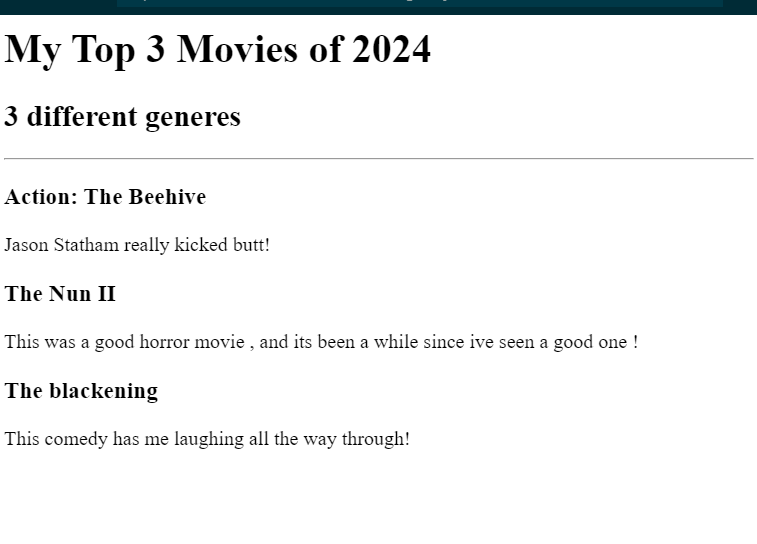 My Top 3 Movies of 2024
3 different generes
Action: The Beehive
Jason Statham really kicked butt!
The Nun II
This was a good horror movie , and its been a while since ive seen a good one !
The blackening
This comedy has me laughing all the way through!